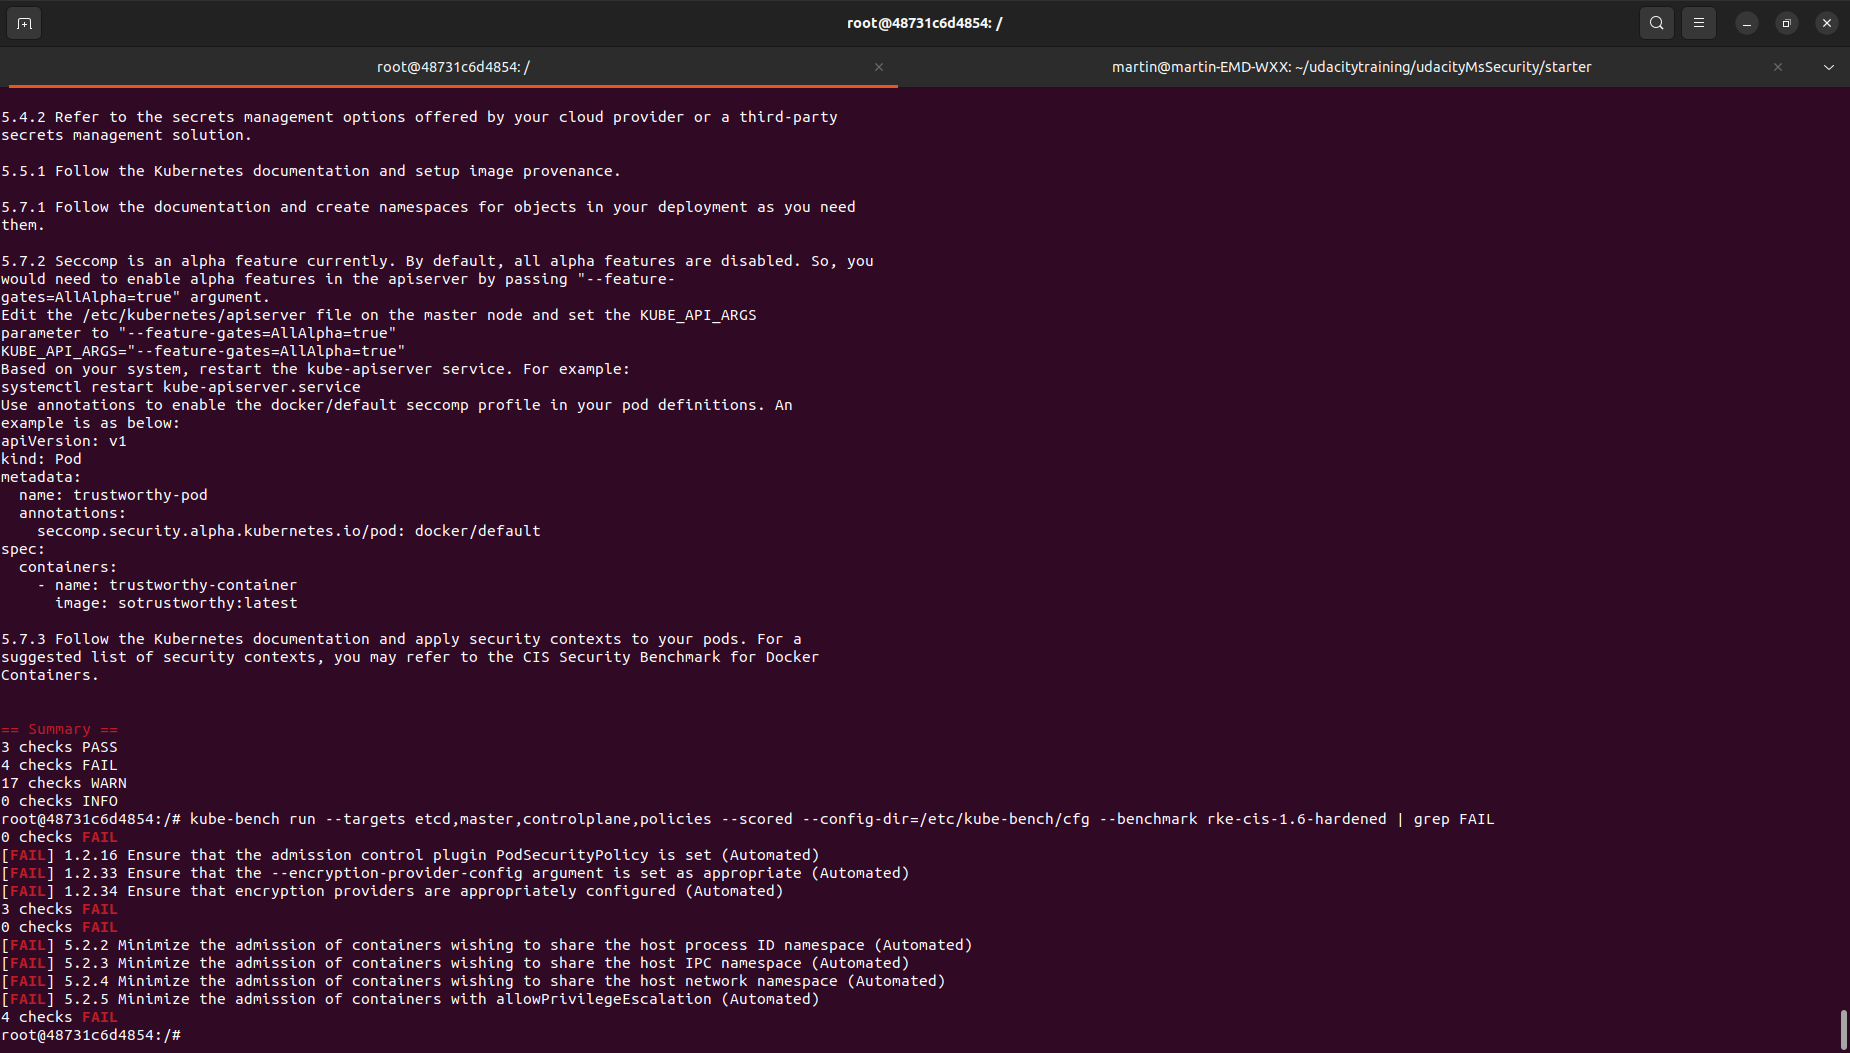 root@48731c6d4854: /
root@48731c6d4854: /
martin@martin-EMD-WXX: ~/udacitytraining/udacityMsSecurity/starter
5.4.2 Refer to the secrets management options offered by your cloud provider or a third-party
secrets management solution.
5.5.1 Follow the Kubernetes documentation and setup image provenance.
5.7.1 Follow the documentation and create namespaces for objects in your deployment as you need
them.
5.7.2 Seccomp is an alpha feature currently. By default, all alpha features are disabled. So, you
would need to enable alpha features in the apiserver by passing "--feature-
gates=AllAlpha=true" argument.
Edit the /etc/kubernetes/apiserver file on the master node and set the KUBE_API_ARGS
parameter to "--feature-gates=AllAlpha=true"
KUBE_API_ARGS="--feature-gates=AllAlpha=true"
Based on your system, restart the kube-apiserver service. For example:
systemctl restart kube-apiserver.service
Use annotations to enable the docker/default seccomp profile in your pod definitions. An
example is as below:
apiVersion: v1
kind: Pod
metadata:
  name: trustworthy-pod
  annotations:
    seccomp.security.alpha.kubernetes.io/pod: docker/default
spec:
  containers:
    - name: trustworthy-container
      image: sotrustworthy:latest
5.7.3 Follow the Kubernetes documentation and apply security contexts to your pods. For a
suggested list of security contexts, you may refer to the CIS Security Benchmark for Docker
Containers.
== Summary ==
3 checks PASS
4 checks FAIL
17 checks WARN
0 checks INFO
root@48731c6d4854:/# kube-bench run --targets etcd,master,controlplane,policies --scored --config-dir=/etc/kube-bench/cfg --benchmark rke-cis-1.6-hardened | grep FAIL
0 checks FAIL
[FAIL] 1.2.16 Ensure that the admission control plugin PodSecurityPolicy is set (Automated)
[FAIL] 1.2.33 Ensure that the --encryption-provider-config argument is set as appropriate (Automated)
[FAIL] 1.2.34 Ensure that encryption providers are appropriately configured (Automated)
3 checks FAIL
0 checks FAIL
[FAIL] 5.2.2 Minimize the admission of containers wishing to share the host process ID namespace (Automated)
[FAIL] 5.2.3 Minimize the admission of containers wishing to share the host IPC namespace (Automated)
[FAIL] 5.2.4 Minimize the admission of containers wishing to share the host network namespace (Automated)
[FAIL] 5.2.5 Minimize the admission of containers with allowPrivilegeEscalation (Automated)
4 checks FAIL
root@48731c6d4854:/#